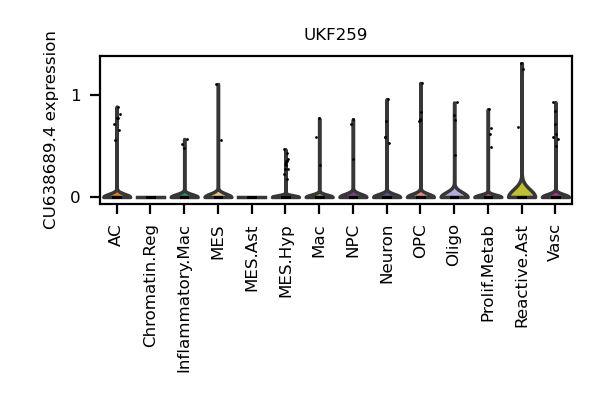 UKF259
CU638689.4 expression
1
0
AC
Chromatin.Reg
Inflammatory.Mac
MES
MES.Ast
MES.Hyp
Mac
NPC
Neuron
OPC
Oligo
Prolif.Metab
Reactive.Ast
Vasc